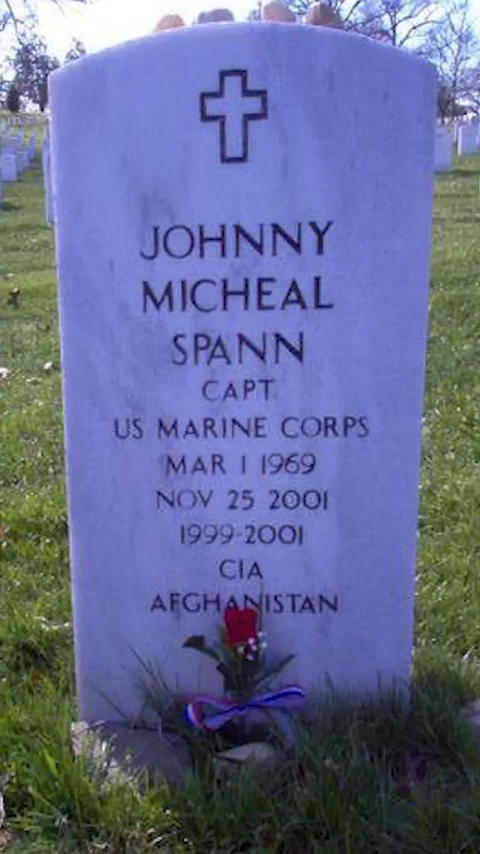 JOHNNY
MICHEAL
SPANN
CAPT
US MARINE CORPS
MAR 1 1969
NOV 25 2001
1999-2001
CIA
AFGHANISTAN